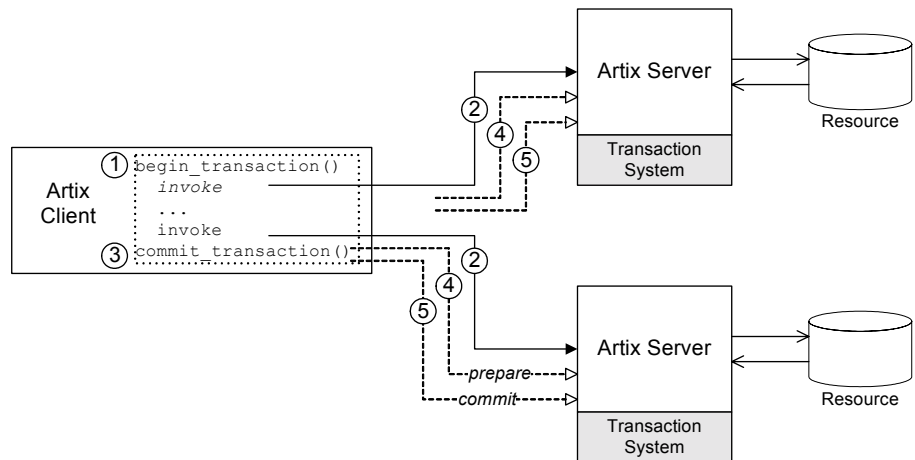 Artix Server
Transaction
System
Resource
2
4
5
Artix
Client
1
begin_transaction()
invoke
...
invoke
3
commit_transaction()
2
4
5
prepare
commit
Artix Server
Transaction
System
Resource